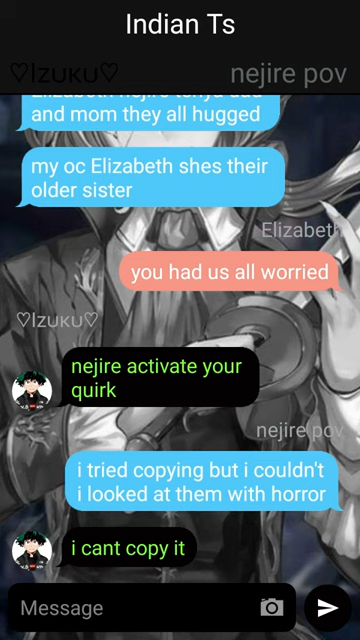 Indian Ts
♡Izuku♡
nejire pov
and mom they all hugged
my oc Elizabeth shes their
older sister
Elizabeth
you had us all worried
♡Izuku♡
nejire activate your
quirk
nejire pov
i tried copying but i couldn't
i looked at them with horror
i cant copy it
Message